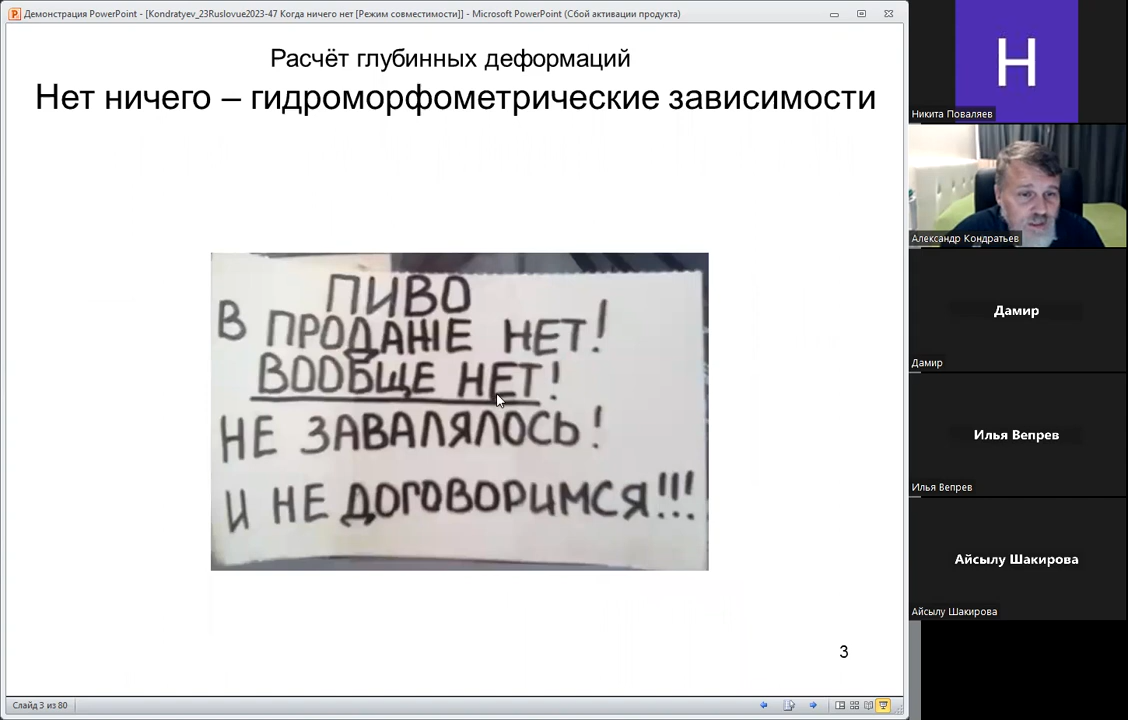 Демонстрация PowerPoint - [Kondratyev_23Ruslovue2023-47 Когда ничего нет [Режим совместимости]] - Microsoft PowerPoint (Сбой активации продукта)
Расчёт глубинных деформаций
Нет ничего – гидроморфометрические зависимости
ПИВО
В ПРОДАЖЕ НЕТ!
ВООБЩЕ НЕТ!
НЕ ЗАВАЛЯЛОСЬ!
И НЕ ДОГОВОРИМСЯ!!!
3
Слайд 3 из 80
Н
Никита Поваляев
Александр Кондратьев
Дамир
Дамир
Илья Вепрев
Илья Вепрев
Айсылу Шакирова
Айсылу Шакирова